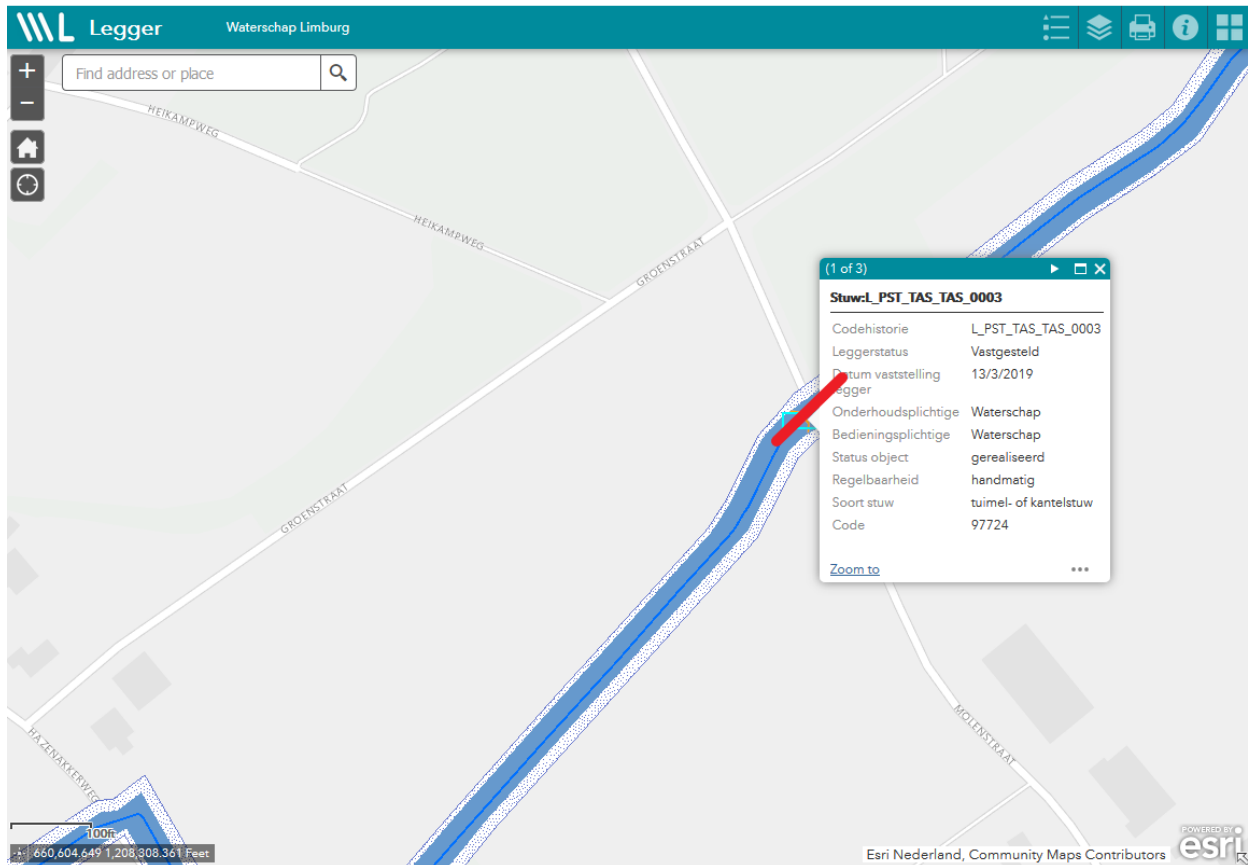 WL Legger Waterschap Limburg
+
Find address or place
−
HEIKAMPWEG
HEIKAMPWEG
GROENSTRAAT
(1 of 3)
Stuw:L_PST_TAS_TAS_0003
Codehistorie L_PST_TAS_TAS_0003
Leggerstatus Vastgesteld
Datum vaststelling 13/3/2019
legger
Onderhoudsplichtige Waterschap
Bedieningsplichtige Waterschap
Status object gerealiseerd
Regelbaarheid handmatig
Soort stuw tuimel- of kantelstuw
Code 97724
Zoom to
GROENSTRAAT
MOLENSTRAAT
HAZENAKKERWEG
100ft
660,604.649 1,208,308.361 Feet
Esri Nederland, Community Maps Contributors
POWERED BY
esri